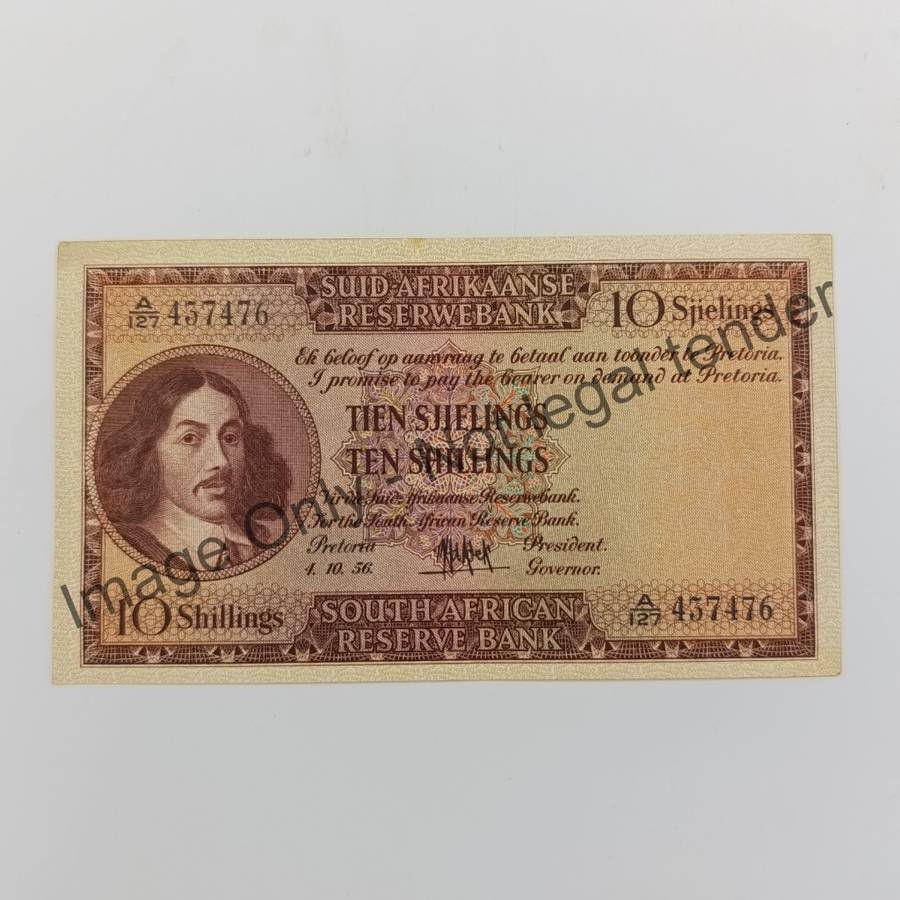 SUID-AFRIKAANSE
RESERWEBANK
A/127 457476
10 Sjielings
Ek beloof op aanvraag te betaal aan toonder te Pretoria.
I promise to pay the bearer on demand at Pretoria.
TIEN SJIELINGS
TEN SHILLINGS
Vir die Suid-Afrikaanse Reserwebank.
For the South African Reserve Bank.
Pretoria
President.
4. 10. 56.
Governor.
10 Shillings
SOUTH AFRICAN
RESERVE BANK
A/127 457476
Image Only - Not legal tender